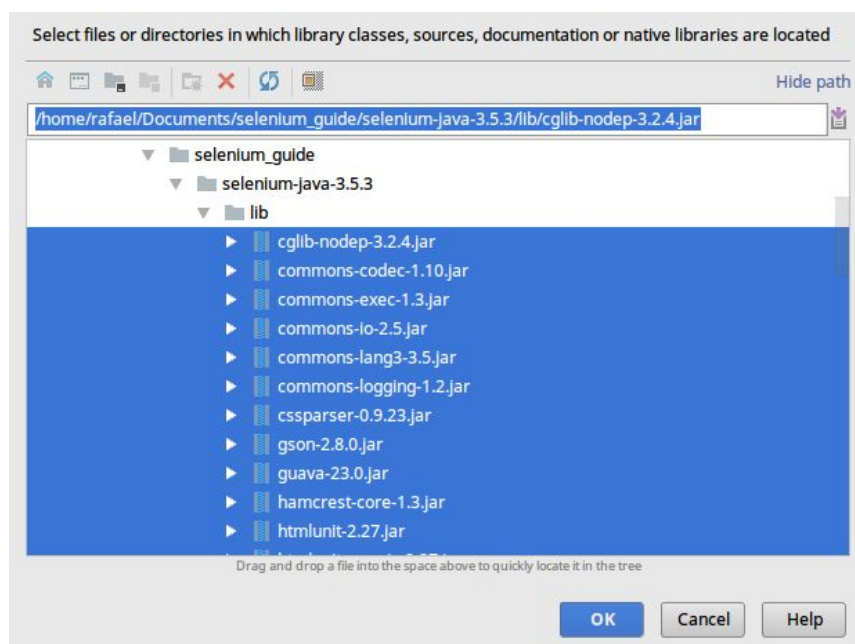 Select files or directories in which library classes, sources, documentation or native libraries are located
Hide path
/home/rafael/Documents/selenium_guide/selenium-java-3.5.3/lib/cglib-nodep-3.2.4.jar
selenium_guide
selenium-java-3.5.3
lib
cglib-nodep-3.2.4.jar
commons-codec-1.10.jar
commons-exec-1.3.jar
commons-io-2.5.jar
commons-lang3-3.5.jar
commons-logging-1.2.jar
cssparser-0.9.23.jar
gson-2.8.0.jar
guava-23.0.jar
hamcrest-core-1.3.jar
htmlunit-2.27.jar
Drag and drop a file into the space above to quickly locate it in the tree
OK Cancel Help